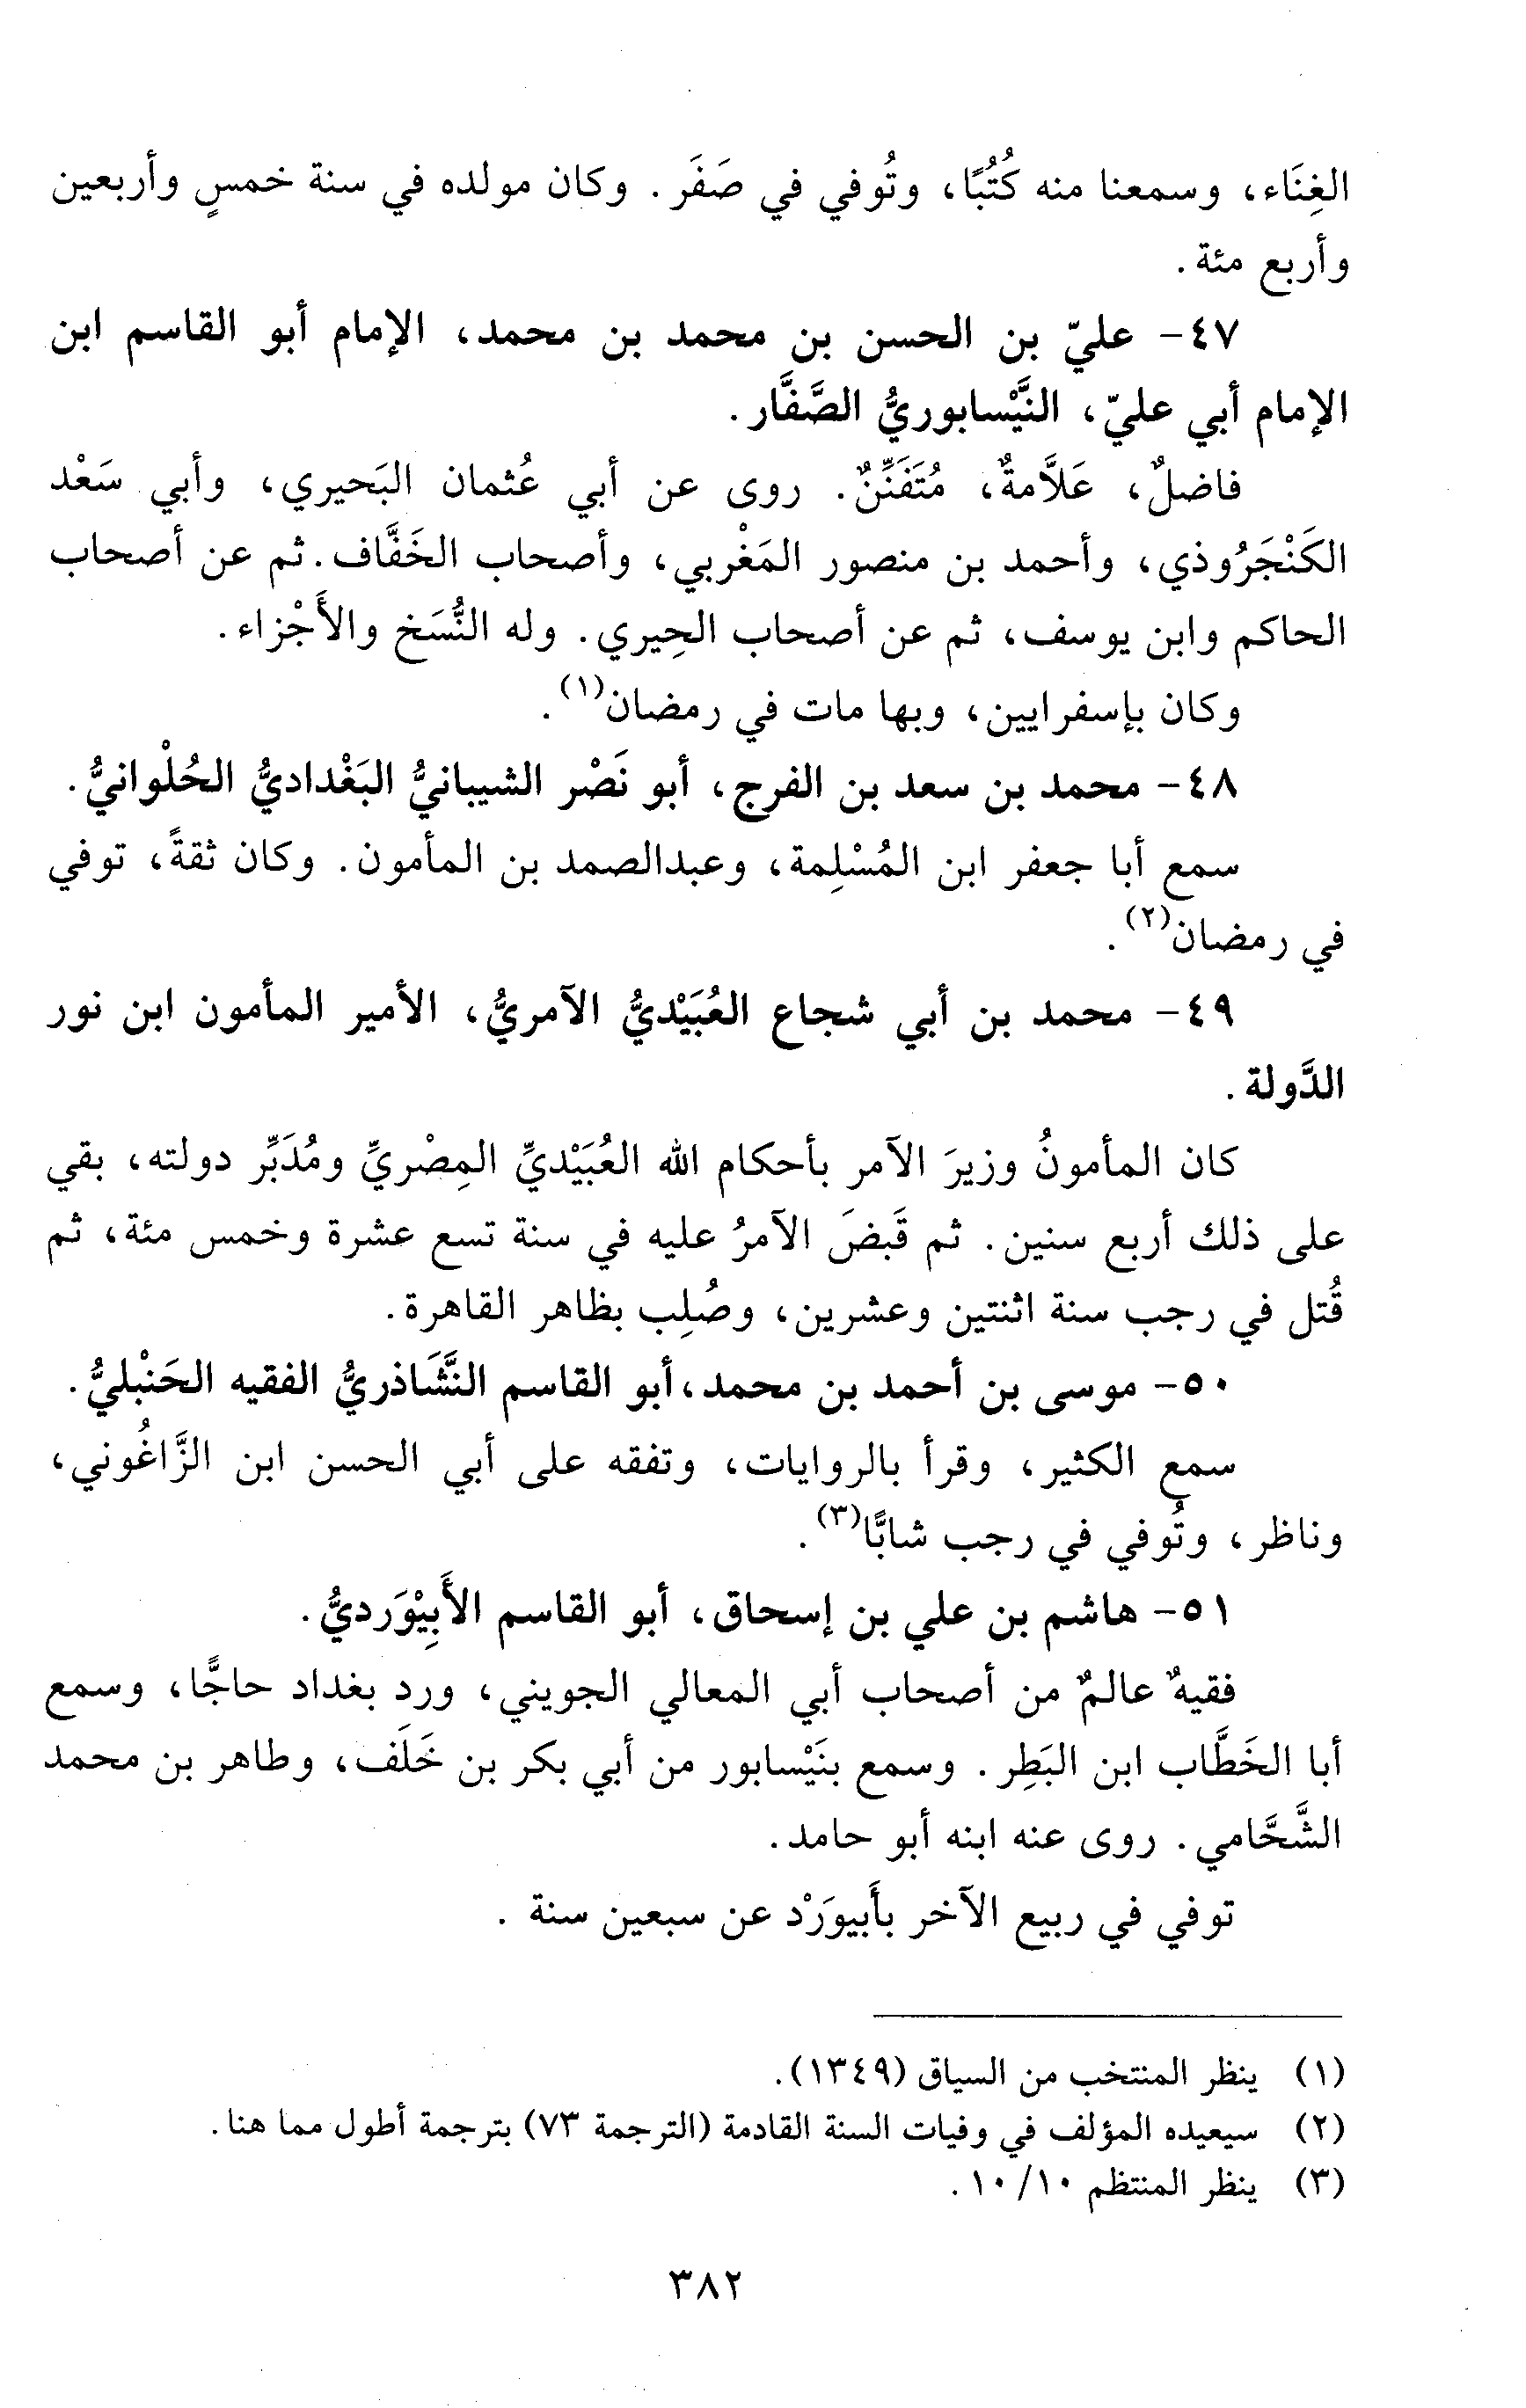 الغِنَاء، وسمعنا منه كُتُبًا، وتُوفي في صَفَر. وكان مولده في سنة خمسٍ وأربعين
وأربع مئة.
٤٧- عليّ بن الحسن بن محمد بن محمد، الإمام أبو القاسم ابن
الإمام أبي عليّ، النَّيْسابوريُّ الصَّفَّار.
فاضلٌ، عَلاَّمةٌ، مُتَفَنِّنٌ. روى عن أبي عُثمان البَحيري، وأبي سَعْد
الكَنْجَرُوذي، وأحمد بن منصور المَغْربي، وأصحاب الخَفَّاف. ثم عن أصحاب
الحاكم وابن يوسف، ثم عن أصحاب الحِيري. وله النُّسَخ والأَجْزاء.
وكان بإسفرايين، وبها مات في رمضان(١).
٤٨- محمد بن سعد بن الفرج، أبو نَصْر الشيبانيُّ البَغْداديُّ الحُلْوانيُّ.
سمع أبا جعفر ابن المُسْلِمة، وعبدالصمد بن المأمون. وكان ثقةً، توفي
في رمضان(٢).
٤٩- محمد بن أبي شجاع العُبَيْديُّ الآمريُّ، الأمير المأمون ابن نور
الدَّولة.
كان المأمونُ وزيرَ الآمر بأحكام الله العُبَيْديِّ المِصْريِّ ومُدَبِّر دولته، بقي
على ذلك أربع سنين. ثم قَبضَ الآمرُ عليه في سنة تسع عشرة وخمس مئة، ثم
قُتل في رجب سنة اثنتين وعشرين، وصُلِب بظاهر القاهرة.
٥٠- موسى بن أحمد بن محمد، أبو القاسم النَّشَاذريُّ الفقيه الحَنْبليُّ.
سمع الكثير، وقرأ بالروايات، وتفقه على أبي الحسن ابن الزَّاغُوني،
وناظر، وتُوفي في رجب شابًّا(٣).
٥١- هاشم بن علي بن إسحاق، أبو القاسم الأَبِيْوَرديُّ.
فقيهٌ عالمٌ من أصحاب أبي المعالي الجويني، ورد بغداد حاجًّا، وسمع
أبا الخَطَّاب ابن البَطِر. وسمع بنَيْسابور من أبي بكر بن خَلَف، وطاهر بن محمد
الشَّحَّامي. روى عنه ابنه أبو حامد.
توفي في ربيع الآخر بأَبيوَرْد عن سبعين سنة .
(١) ينظر المنتخب من السياق (١٣٤٩).
(٢) سيعيده المؤلف في وفيات السنة القادمة (الترجمة ٧٣) بترجمة أطول مما هنا.
(٣) ينظر المنتظم ١٠/١٠.
٣٨٢